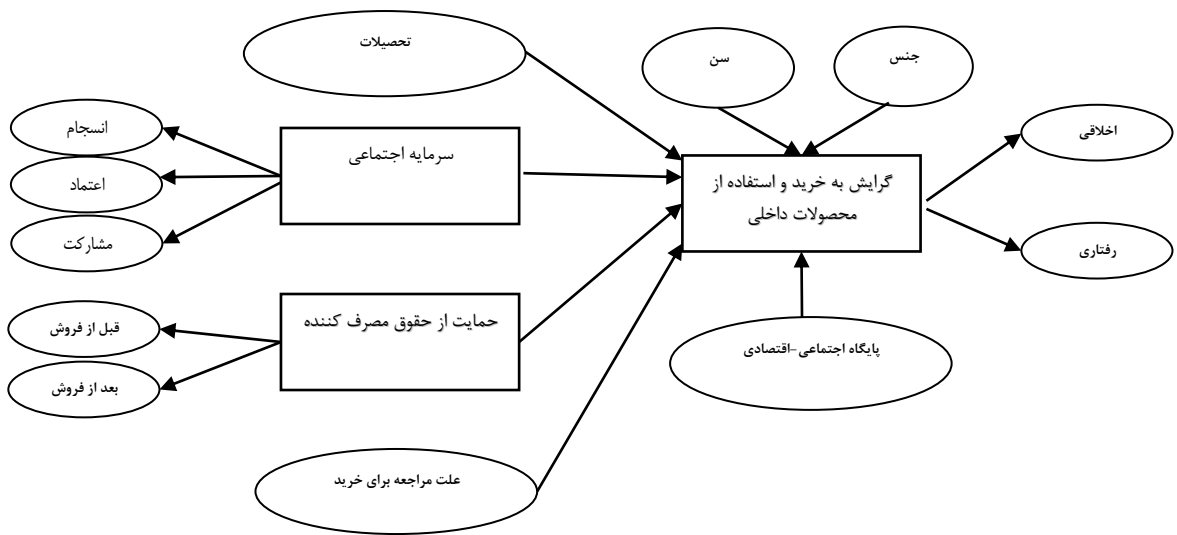 تحصیلات
سن
جنس
انسجام
سرمایه اجتماعی
اخلاقی
اعتماد
گرایش به خرید و استفاده از
محصولات داخلی
مشارکت
رفتاری
قبل از فروش
حمایت از حقوق مصرف کننده
پایگاه اجتماعی-اقتصادی
بعد از فروش
علت مراجعه برای خرید